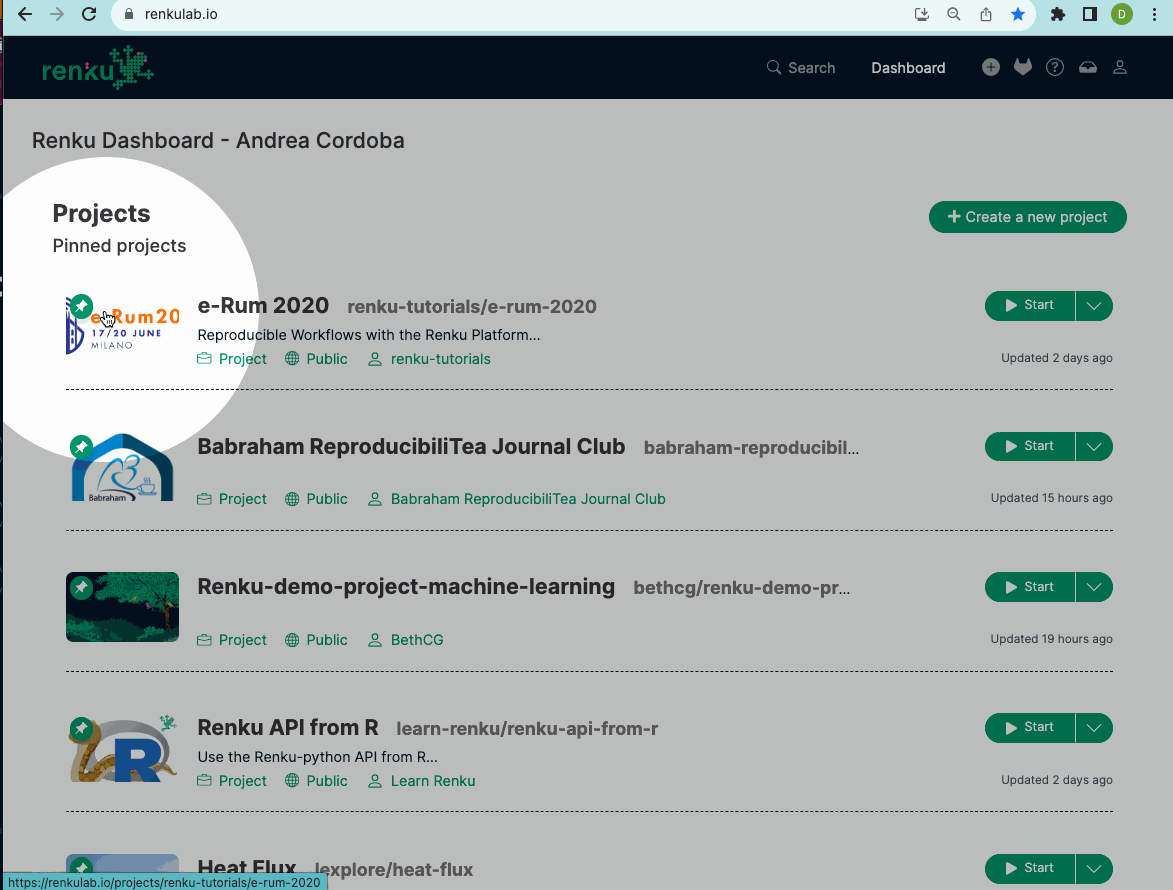 renkulab.io
D
renku
Search
Dashboard
Renku Dashboard - Andrea Cordoba
Projects
Create a new project
Pinned projects
e-Rum20
17/20 JUNE
MILANO
e-Rum 2020 renku-tutorials/e-rum-2020
Start
Reproducible Workflows with the Renku Platform...
Project Public renku-tutorials
Updated 2 days ago
Babraham
Babraham ReproducibiliTea Journal Club babraham-reproducibil...
Start
Project Public Babraham ReproducibiliTea Journal Club
Updated 15 hours ago
Renku-demo-project-machine-learning bethcg/renku-demo-pr...
Start
Project Public BethCG
Updated 19 hours ago
R
Renku API from R learn-renku/renku-api-from-r
Start
Use the Renku-python API from R...
Project Public Learn Renku
Updated 2 days ago
Heat Flux lexplore/heat-flux
Start
https://renkulab.io/projects/renku-tutorials/e-rum-2020